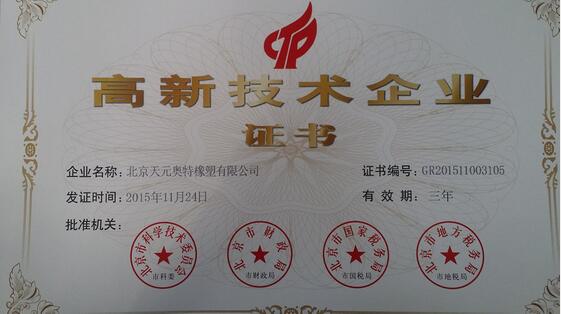 CTP
高新技术企业
证书
企业名称：北京天元奥特橡塑有限公司
证书编号：GR201511003105
发证时间：2015年11月24日
有效期：三年
批准机关：
北京市科学技术委员会
市科委
北京市财政局
市财政局
北京市国家税务局
市国税局
北京市地方税务局
市地税局